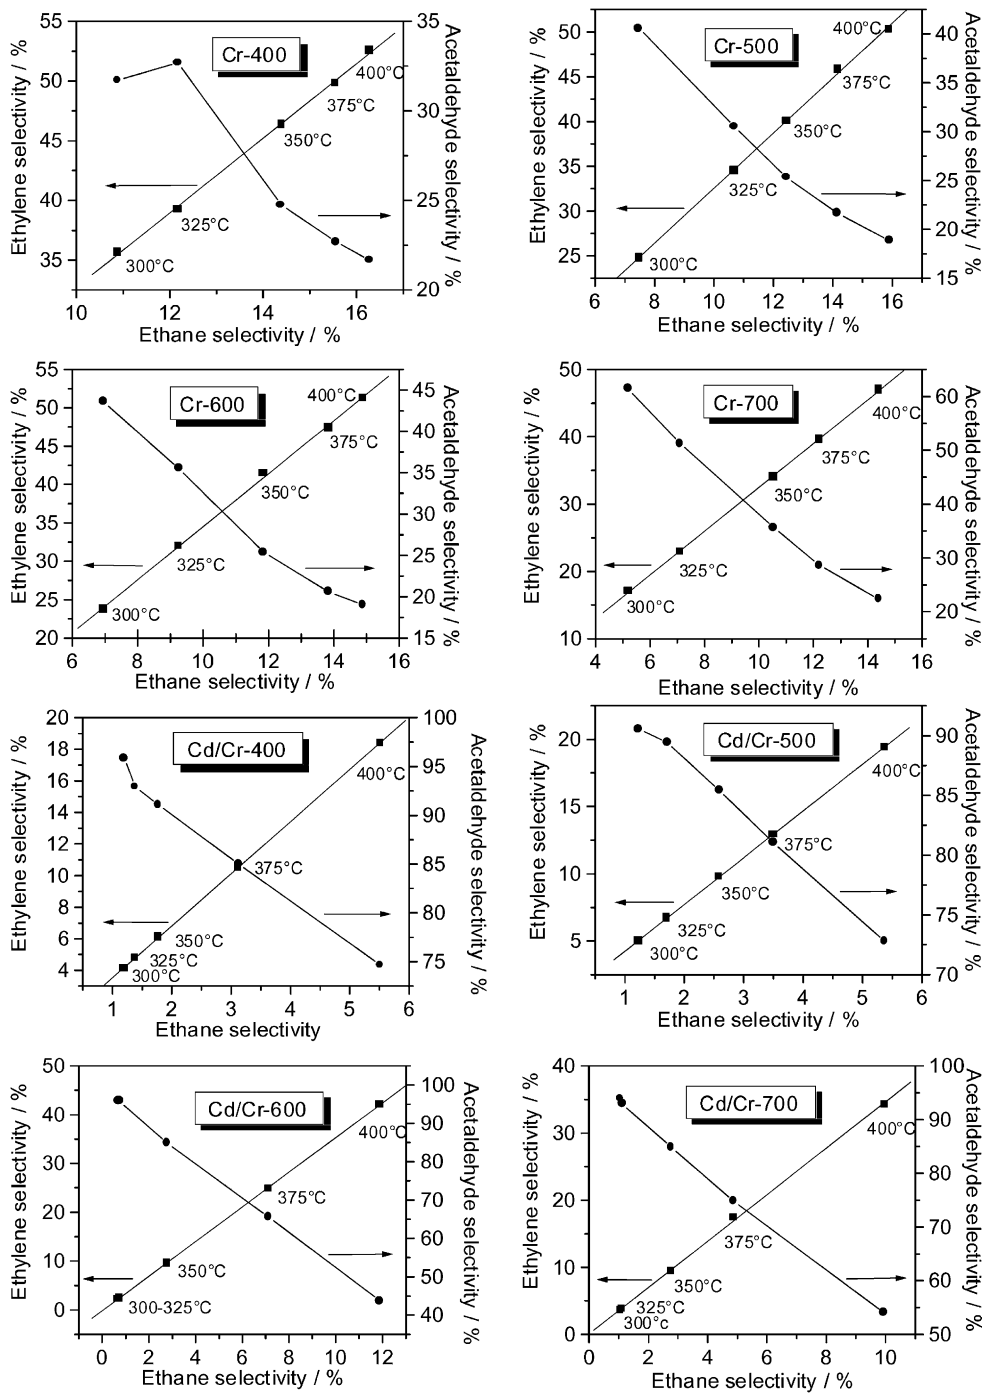 Cr-400
Ethylene selectivity / %
55
50
45
40
35
300°C
325°C
350°C
375°C
400°C
35
30
25
20
Acetaldehyde selectivity / %
10 12 14 16
Ethane selectivity / %
Cr-500
Ethylene selectivity / %
50
45
40
35
30
25
300°C
325°C
350°C
375°C
400°C
40
35
30
25
20
15
Acetaldehyde selectivity / %
6 8 10 12 14 16
Ethane selectivity / %
Cr-600
Ethylene selectivity / %
55
50
45
40
35
30
25
20
300°C
325°C
350°C
375°C
400°C
45
40
35
30
25
20
15
Acetaldehyde selectivity / %
6 8 10 12 14 16
Ethane selectivity / %
Cr-700
Ethylene selectivity / %
50
40
30
20
10
300°C
325°C
350°C
375°C
400°C
60
50
40
30
20
Acetaldehyde selectivity / %
4 6 8 10 12 14 16
Ethane selectivity / %
Cd/Cr-400
Ethylene selectivity / %
20
18
16
14
12
10
8
6
4
300°C
325°C
350°C
375°C
400°C
100
95
90
85
80
75
Acetaldehyde selectivity / %
1 2 3 4 5 6
Ethane selectivity
Cd/Cr-500
Ethylene selectivity / %
20
15
10
5
300°C
325°C
350°C
375°C
400°C
90
85
80
75
70
Acetaldehyde selectivity / %
1 2 3 4 5 6
Ethane selectivity / %
Cd/Cr-600
Ethylene selectivity / %
50
40
30
20
10
0
300-325°C
350°C
375°C
400°C
100
90
80
70
60
50
40
Acetaldehyde selectivity / %
0 2 4 6 8 10 12
Ethane selectivity / %
Cd/Cr-700
Ethylene selectivity / %
40
30
20
10
0
300°c
325°C
350°C
375°C
400°C
100
90
80
70
60
50
Acetaldehyde selectivity / %
0 2 4 6 8 10
Ethane selectivity / %